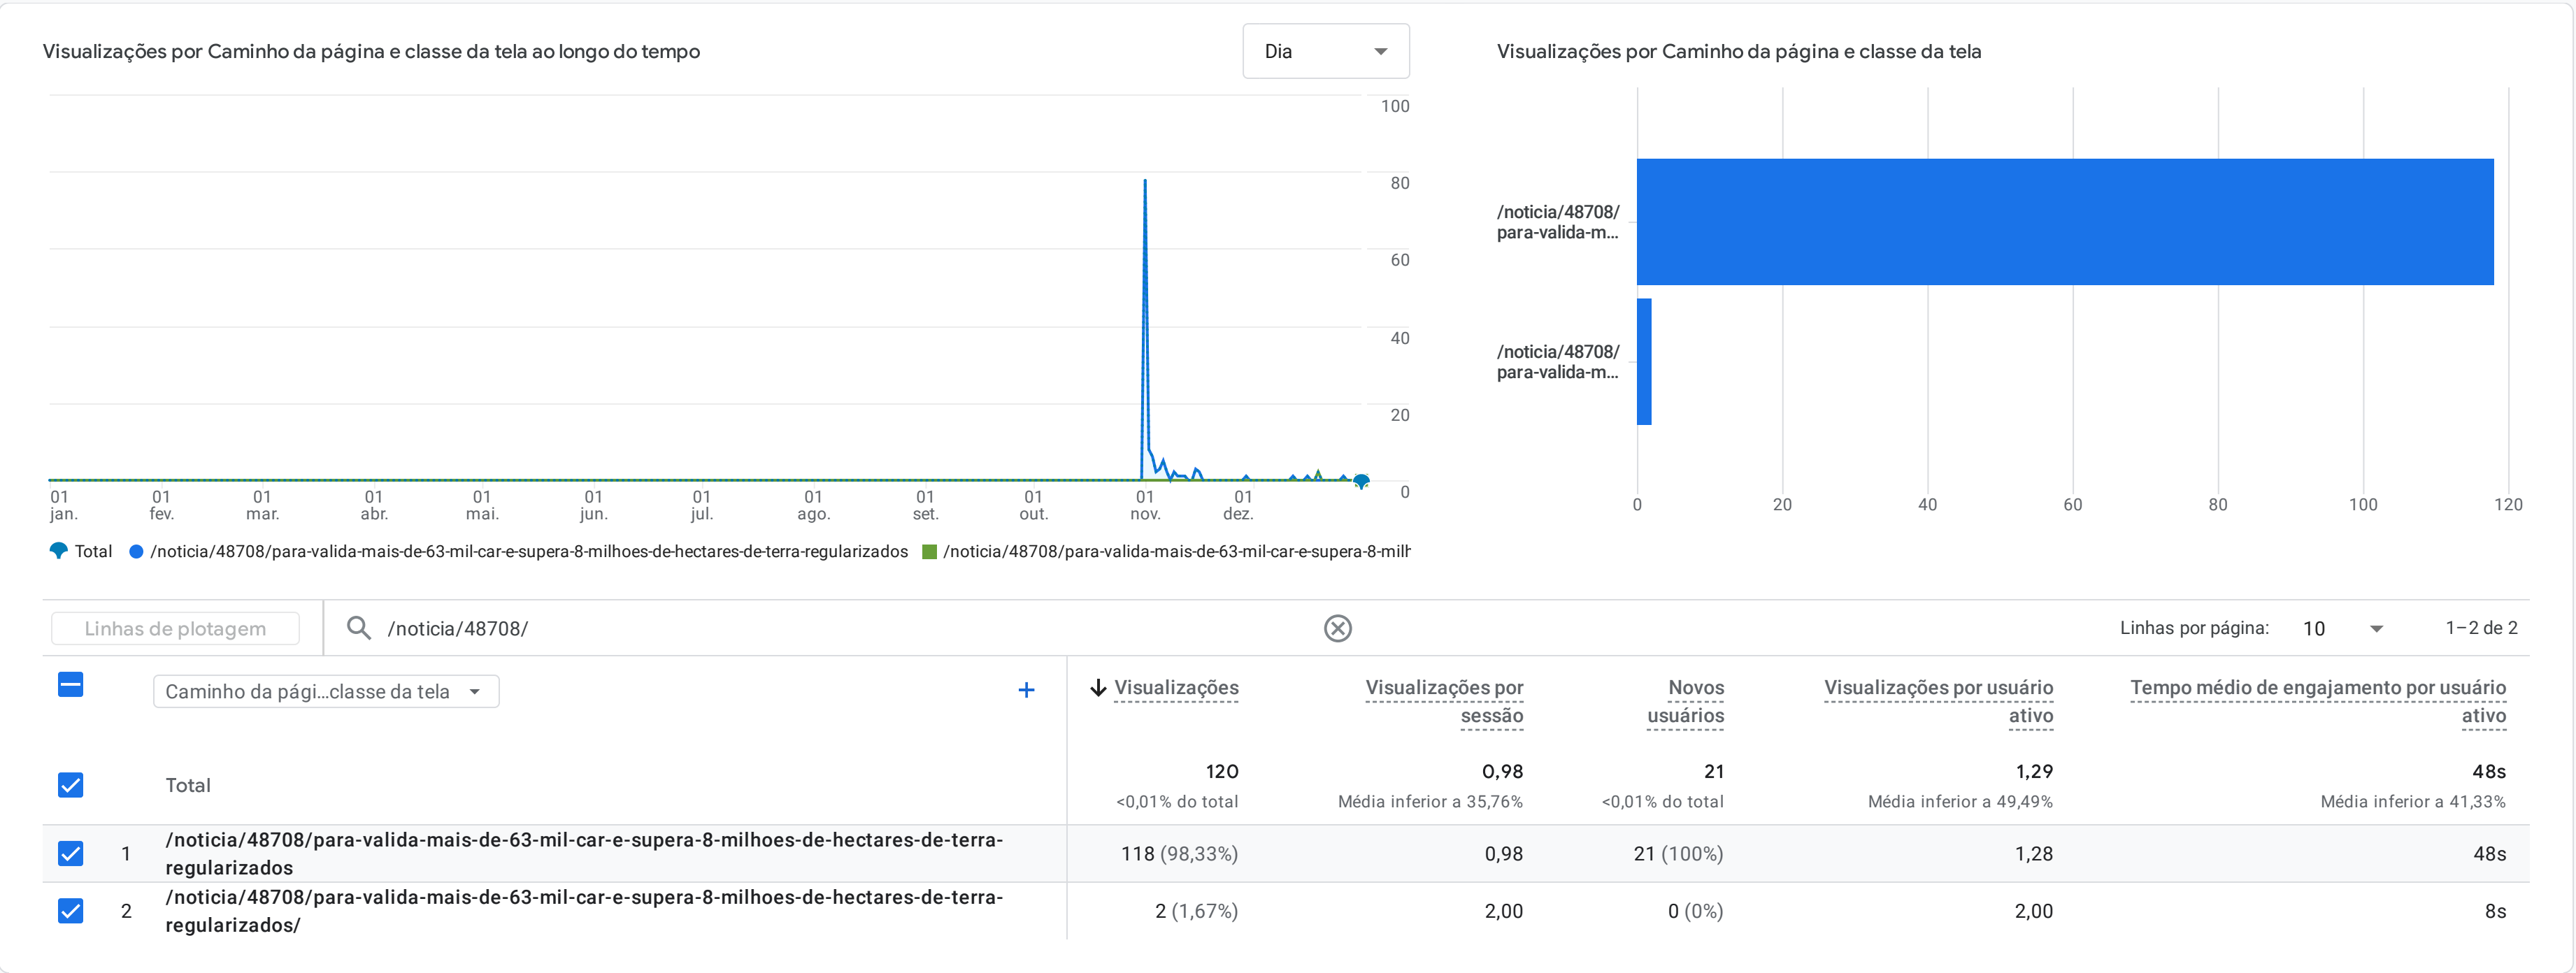 Visualizações por Caminho da página e classe da tela ao longo do tempo
Dia
100
80
60
40
20
0
01 jan.
01 fev.
01 mar.
01 abr.
01 mai.
01 jun.
01 jul.
01 ago.
01 set.
01 out.
01 nov.
01 dez.
Total
/noticia/48708/para-valida-mais-de-63-mil-car-e-supera-8-milhoes-de-hectares-de-terra-regularizados
/noticia/48708/para-valida-mais-de-63-mil-car-e-supera-8-milh
Visualizações por Caminho da página e classe da tela
/noticia/48708/
para-valida-m...
/noticia/48708/
para-valida-m...
0
20
40
60
80
100
120
Linhas de plotagem
/noticia/48708/
Linhas por página:
10
1–2 de 2
Caminho da pági...classe da tela
+
Visualizações
Visualizações por
sessão
Novos
usuários
Visualizações por usuário
ativo
Tempo médio de engajamento por usuário
ativo
Total
120
<0,01% do total
0,98
Média inferior a 35,76%
21
<0,01% do total
1,29
Média inferior a 49,49%
48s
Média inferior a 41,33%
1
/noticia/48708/para-valida-mais-de-63-mil-car-e-supera-8-milhoes-de-hectares-de-terra-
regularizados
118 (98,33%)
0,98
21 (100%)
1,28
48s
2
/noticia/48708/para-valida-mais-de-63-mil-car-e-supera-8-milhoes-de-hectares-de-terra-
regularizados/
2 (1,67%)
2,00
0 (0%)
2,00
8s